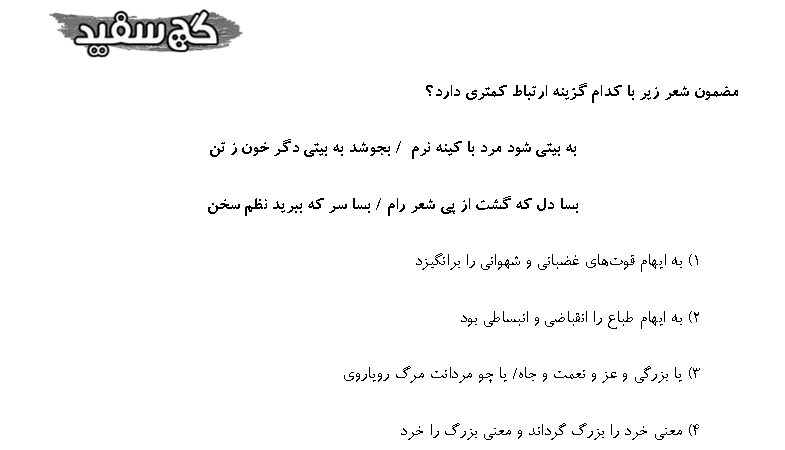 گچ سفید
مضمون شعر زیر با کدام گزینه ارتباط کمتری دارد؟
به بیتی شود مرد با کینه نرم / بجوشد به بیتی دگر خون ز تن
بسا دل که گشت از پی شعر رام / بسا سر که ببرید نظم سخن
۱) به ایهام قوت‌های غضبانی و شهوانی را برانگیزد
۲) به ایهام طباع را انقباضی و انبساطی بود
۳) یا بزرگی و عز و نعمت و جاه/ یا چو مردانت مرگ رویاروی
۴) معنی خرد را بزرگ گرداند و معنی بزرگ را خرد